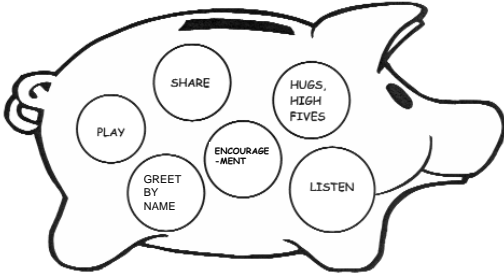 SHARE
HUGS,
HIGH
FIVES
PLAY
ENCOURAGE
-MENT
GREET
BY
NAME
LISTEN